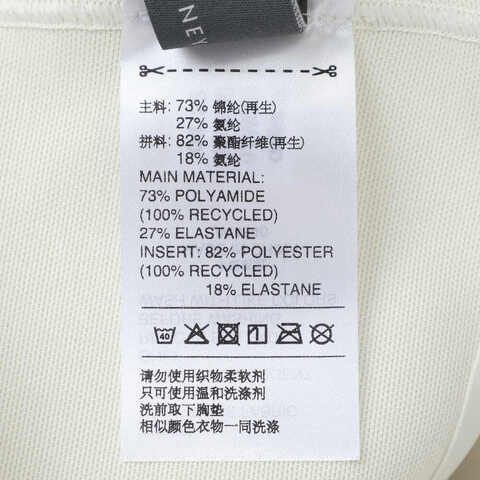 NEY
主料: 73% 锦纶(再生)
27% 氨纶
拼料: 82% 聚酯纤维(再生)
18% 氨纶
MAIN MATERIAL:
73% POLYAMIDE
(100% RECYCLED)
27% ELASTANE
INSERT: 82% POLYESTER
(100% RECYCLED)
18% ELASTANE
40
请勿使用织物柔软剂
只可使用温和洗涤剂
洗前取下胸垫
相似颜色衣物一同洗涤